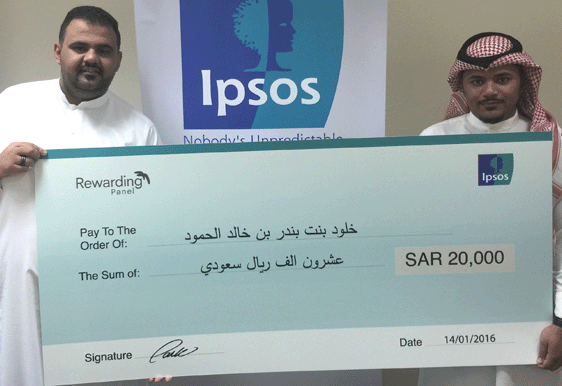 Ipsos
Nobody's Unpredictable
Rewarding
Panel
Ipsos
Pay To The
Order Of: خلود بنت بندر بن خالد الحمود
The Sum of: عشرون الف ريال سعودي SAR 20,000
Signature Date 14/01/2016